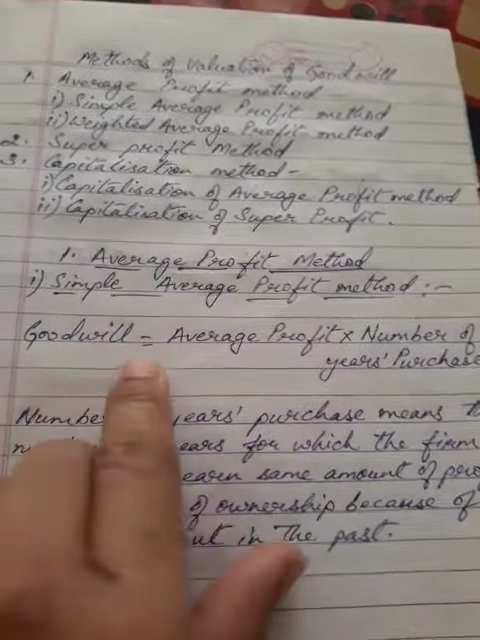 Methods of Valuation of Goodwill
1. Average Profit method -
i) Simple Average Profit method
ii) Weighted Average Profit method
2. Super profit Method
3. Capitalisation method -
i) Capitalisation of Average Profit method
ii) Capitalisation of Super Profit.
1. Average Profit Method
i) Simple Average Profit method :-
Goodwill = Average Profit x Number of
years' Purchase
Number years' purchase means
for which the firm
earn same amount of
of ownership because of
in the past.